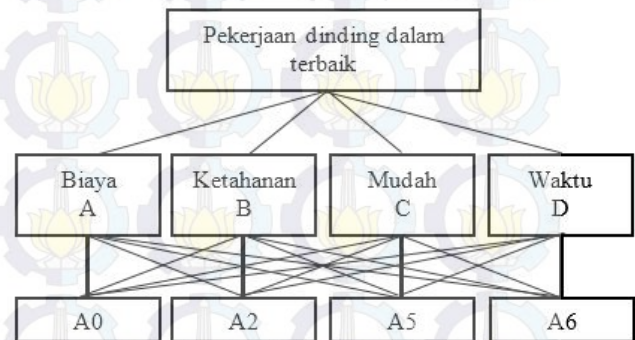 Pekerjaan dinding dalam
terbaik
Biaya
A
Ketahanan
B
Mudah
C
Waktu
D
A0
A2
A5
A6